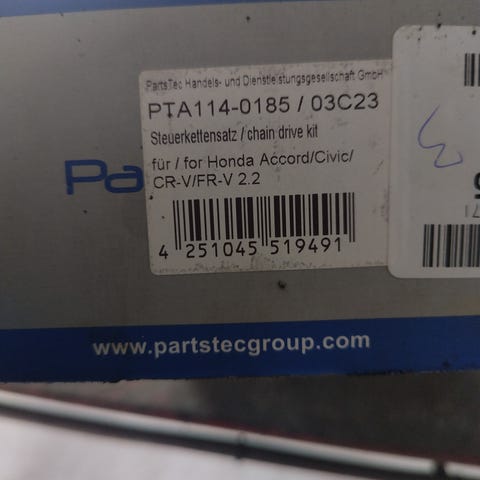 PartsTec Handels- und Dienstleistungsgesellschaft GmbH
PTA114-0185 / 03C23
Steuerkettensatz / chain drive kit
für / for Honda Accord/Civic/
CR-V/FR-V 2.2
4 251045 519491
Pa
3
www.partstecgroup.com